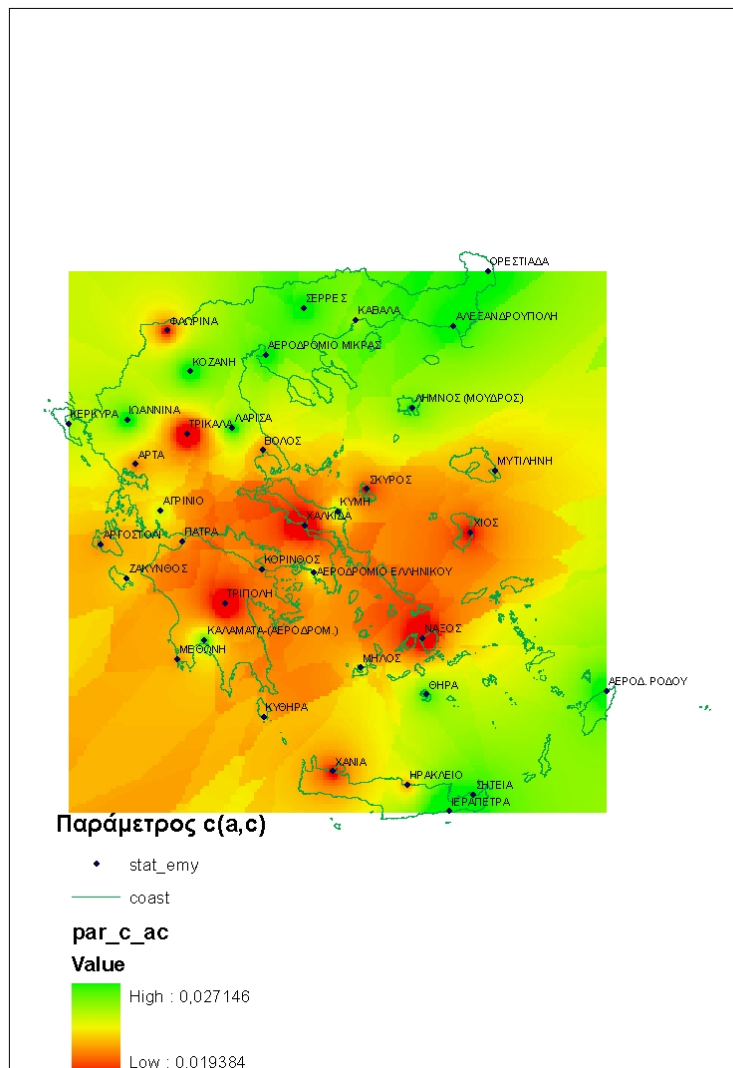 ΟΡΕΣΤΙΑΔΑ
ΣΕΡΡΕΣ
ΚΑΒΑΛΑ
ΑΛΕΞΑΝΔΡΟΥΠΟΛΗ
ΦΛΩΡΙΝΑ
ΑΕΡΟΔΡΟΜΙΟ ΜΙΚΡΑΣ
ΚΟΖΑΝΗ
ΛΗΜΝΟΣ (ΜΟΥΔΡΟΣ)
ΚΕΡΚΥΡΑ
ΙΩΑΝΝΙΝΑ
ΤΡΙΚΑΛΑ
ΛΑΡΙΣΑ
ΒΟΛΟΣ
ΑΡΤΑ
ΜΥΤΙΛΗΝΗ
ΣΚΥΡΟΣ
ΑΓΡΙΝΙΟ
ΚΥΜΗ
ΧΑΛΚΙΔΑ
ΧΙΟΣ
ΑΡΓΟΣΤΟΛΙ
ΠΑΤΡΑ
ΚΟΡΙΝΘΟΣ
ΖΑΚΥΝΘΟΣ
ΑΕΡΟΔΡΟΜΙΟ ΕΛΛΗΝΙΚΟΥ
ΤΡΙΠΟΛΗ
ΚΑΛΑΜΑΤΑ-(ΑΕΡΟΔΡΟΜ.)
ΝΑΞΟΣ
ΜΕΘΩΝΗ
ΜΗΛΟΣ
ΘΗΡΑ
ΑΕΡΟΔ. ΡΟΔΟΥ
ΚΥΘΗΡΑ
ΧΑΝΙΑ
ΗΡΑΚΛΕΙΟ
ΣΗΤΕΙΑ
ΙΕΡΑΠΕΤΡΑ
Παράμετρος c(a,c)
stat_emy
coast
par_c_ac
Value
High : 0,027146
Low : 0,019384